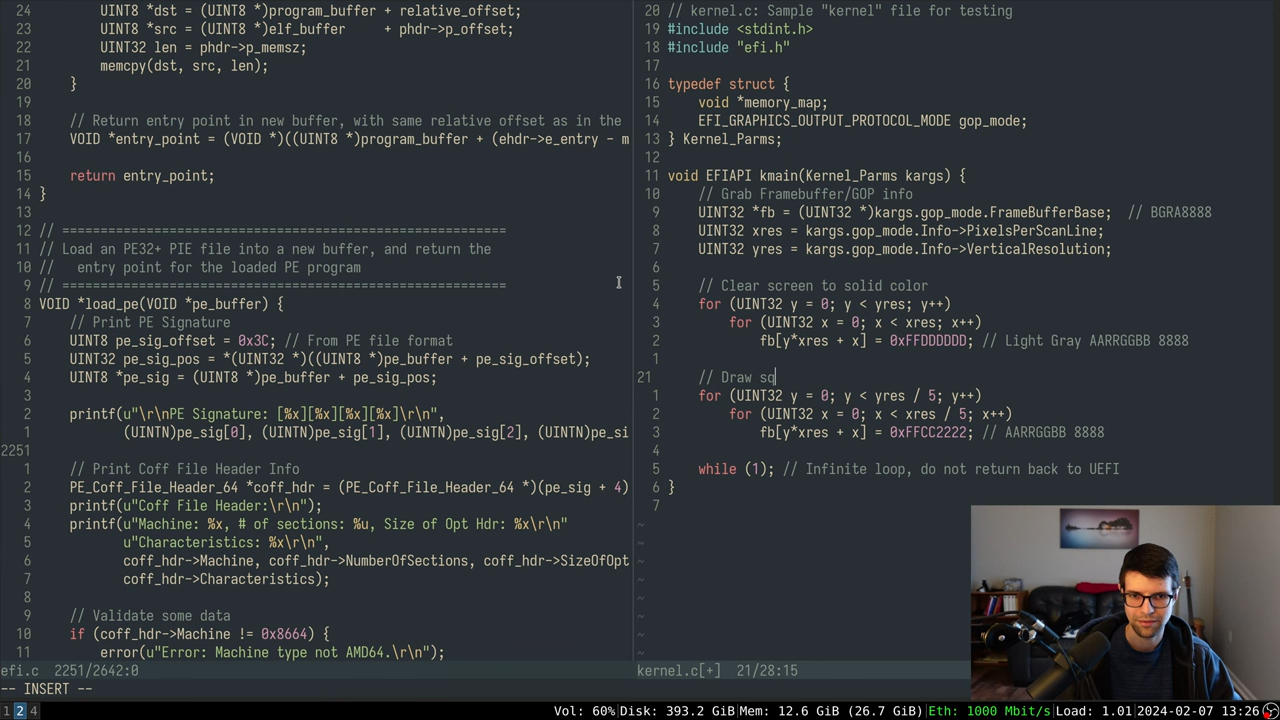 24         UINT8 *dst = (UINT8 *)program_buffer + relative_offset;
23         UINT8 *src = (UINT8 *)elf_buffer     + phdr->p_offset;
22         UINT32 len = phdr->p_memsz;
21         memcpy(dst, src, len);
20     }
19
18     // Return entry point in new buffer, with same relative offset as in the
17     VOID *entry_point = (VOID *)((UINT8 *)program_buffer + (ehdr->e_entry - m
16
15     return entry_point;
14 }
13
12 // ======================================================
11 // Load an PE32+ PIE file into a new buffer, and return the
10 //   entry point for the loaded PE program
9 // ======================================================
8 VOID *load_pe(VOID *pe_buffer) {
7     // Print PE Signature
6     UINT8 pe_sig_offset = 0x3C; // From PE file format
5     UINT32 pe_sig_pos = *(UINT32 *)((UINT8 *)pe_buffer + pe_sig_offset);
4     UINT8 *pe_sig = (UINT8 *)pe_buffer + pe_sig_pos;
3
2     printf(u"\r\nPE Signature: [%x][%x][%x][%x]\r\n",
1            (UINTN)pe_sig[0], (UINTN)pe_sig[1], (UINTN)pe_sig[2], (UINTN)pe_si
2251
1     // Print Coff File Header Info
2     PE_Coff_File_Header_64 *coff_hdr = (PE_Coff_File_Header_64 *)(pe_sig + 4)
3     printf(u"Coff File Header:\r\n");
4     printf(u"Machine: %x, # of sections: %u, Size of Opt Hdr: %x\r\n"
5            u"Characteristics: %x\r\n",
6            coff_hdr->Machine, coff_hdr->NumberOfSections, coff_hdr->SizeOfOpt
7            coff_hdr->Characteristics);
8
9     // Validate some data
10     if (coff_hdr->Machine != 0x8664) {
11         error(u"Error: Machine type not AMD64.\r\n");
efi.c    2251/2642:0
-- INSERT --
20 // kernel.c: Sample "kernel" file for testing
19 #include <stdint.h>
18 #include "efi.h"
17
16 typedef struct {
15     void *memory_map;
14     EFI_GRAPHICS_OUTPUT_PROTOCOL_MODE gop_mode;
13 } Kernel_Parms;
12
11 void EFIAPI kmain(Kernel_Parms kargs) {
10     // Grab Framebuffer/GOP info
9     UINT32 *fb = (UINT32 *)kargs.gop_mode.FrameBufferBase;  // BGRA8888
8     UINT32 xres = kargs.gop_mode.Info->PixelsPerScanLine;
7     UINT32 yres = kargs.gop_mode.Info->VerticalResolution;
6
5     // Clear screen to solid color
4     for (UINT32 y = 0; y < yres; y++)
3         for (UINT32 x = 0; x < xres; x++)
2             fb[y*xres + x] = 0xFFDDDDDD; // Light Gray AARRGGBB 8888
1
21     // Draw sq
1     for (UINT32 y = 0; y < yres / 5; y++)
2         for (UINT32 x = 0; x < xres / 5; x++)
3             fb[y*xres + x] = 0xFFCC2222; // AARRGGBB 8888
4
5     while (1); // Infinite loop, do not return back to UEFI
6 }
7
~
~
~
~
~
~
~
~
kernel.c[+]    21/28:15
1 2 4
Vol: 60%|Disk: 393.2 GiB|Mem: 12.6 GiB (26.7 GiB)|Eth: 1000 Mbit/s|Load: 1.01|2024-02-07 13:26